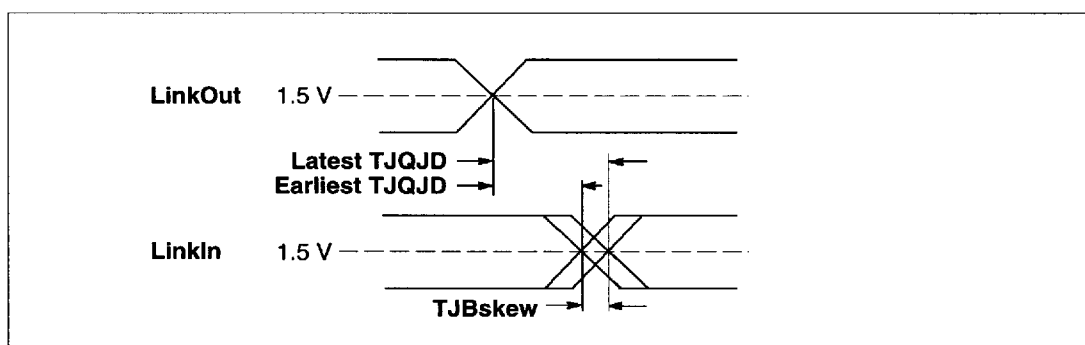 LinkOut 1.5 V
Latest TJQJD
Earliest TJQJD
LinkIn 1.5 V
TJBskew